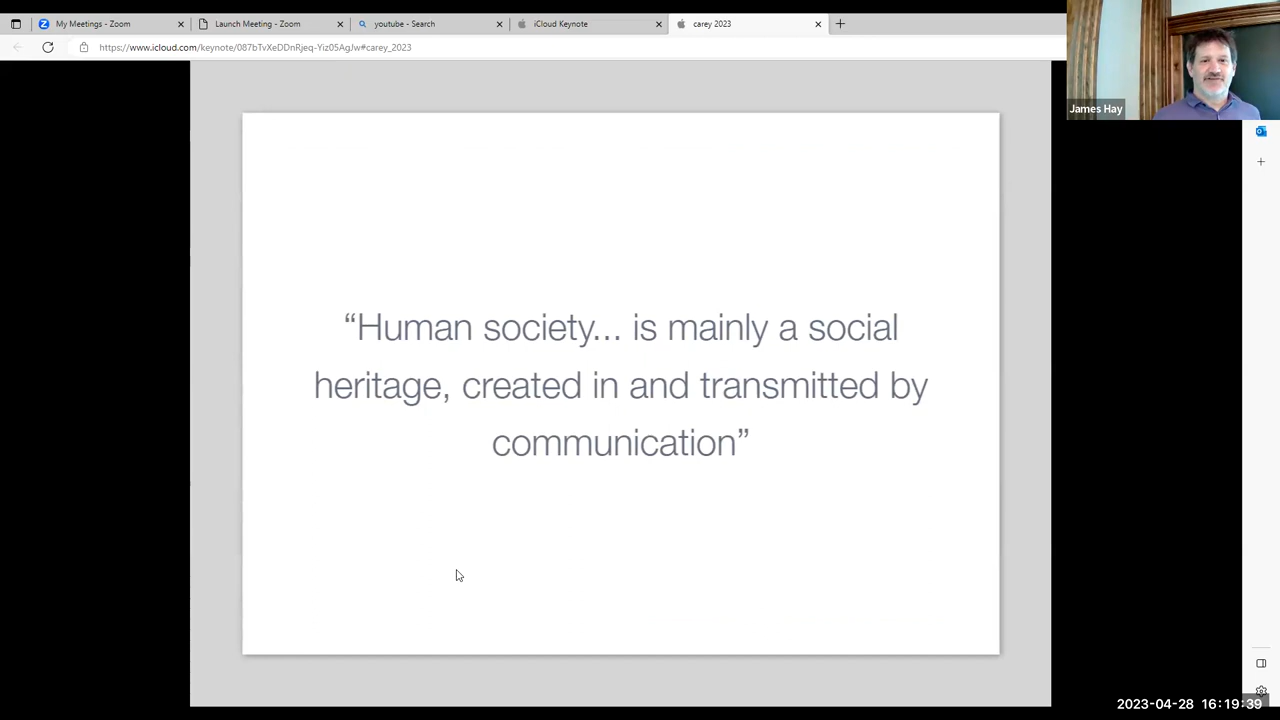 My Meetings - Zoom
Launch Meeting - Zoom
youtube - Search
iCloud Keynote
carey 2023
https://www.icloud.com/keynote/087bTvXeDDnRjeq-Yiz05AgJw#carey_2023
James Hay
“Human society... is mainly a social
heritage, created in and transmitted by
communication”
2023-04-28 16:19:39